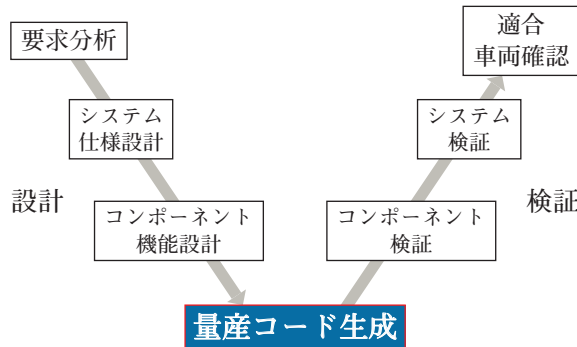 要求分析
適合
車両確認
システム
仕様設計
システム
検証
設計
検証
コンポーネント
機能設計
コンポーネント
検証
量産コード生成